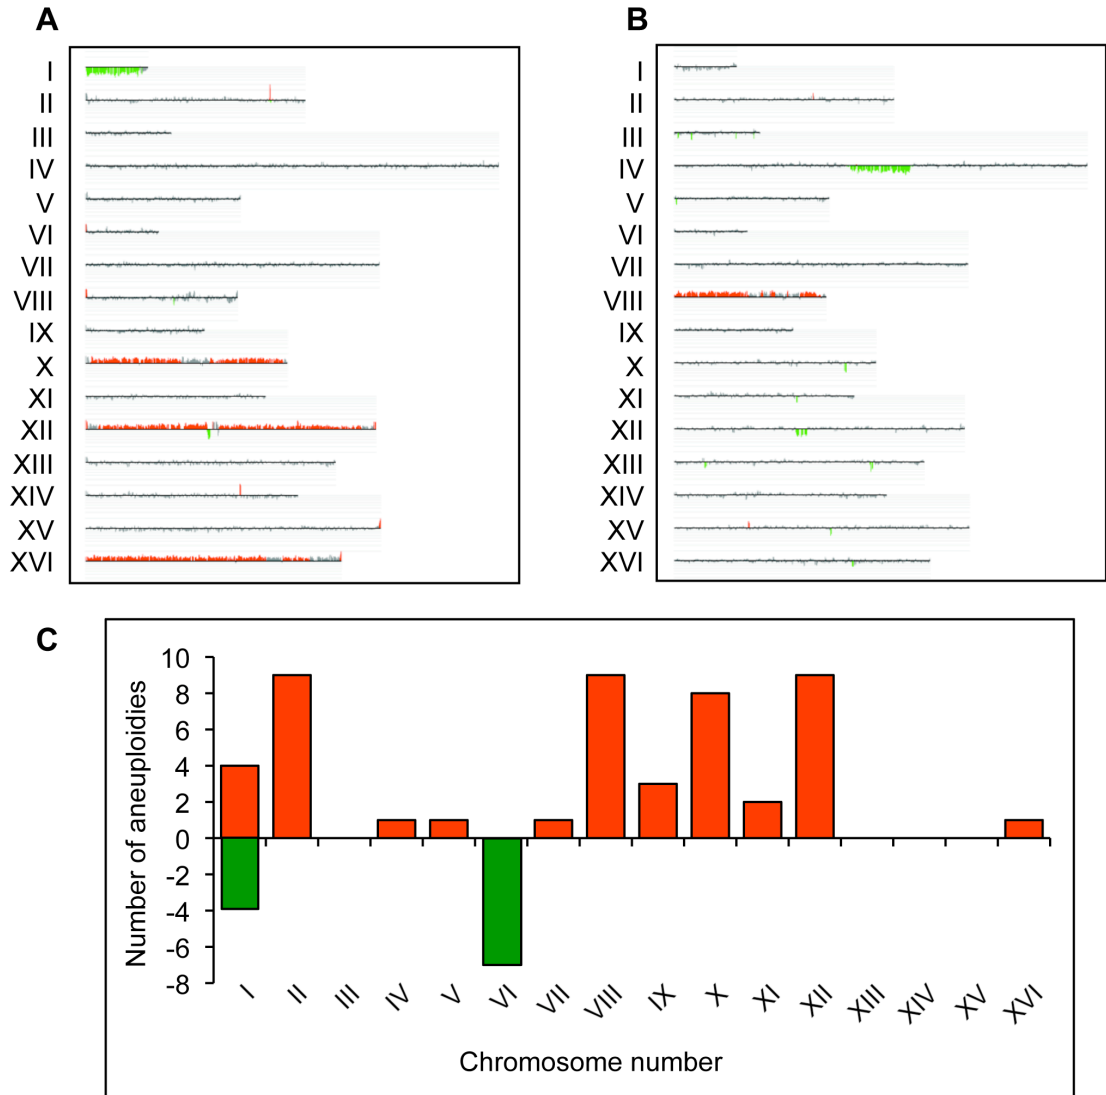 A
I
II
III
IV
V
VI
VII
VIII
IX
X
XI
XII
XIII
XIV
XV
XVI
B
I
II
III
IV
V
VI
VII
VIII
IX
X
XI
XII
XIII
XIV
XV
XVI
C
Number of aneuploidies
10
8
6
4
2
0
-2
-4
-6
-8
I II III IV V VI VII VIII IX X XI XII XIII XIV XV XVI
Chromosome number